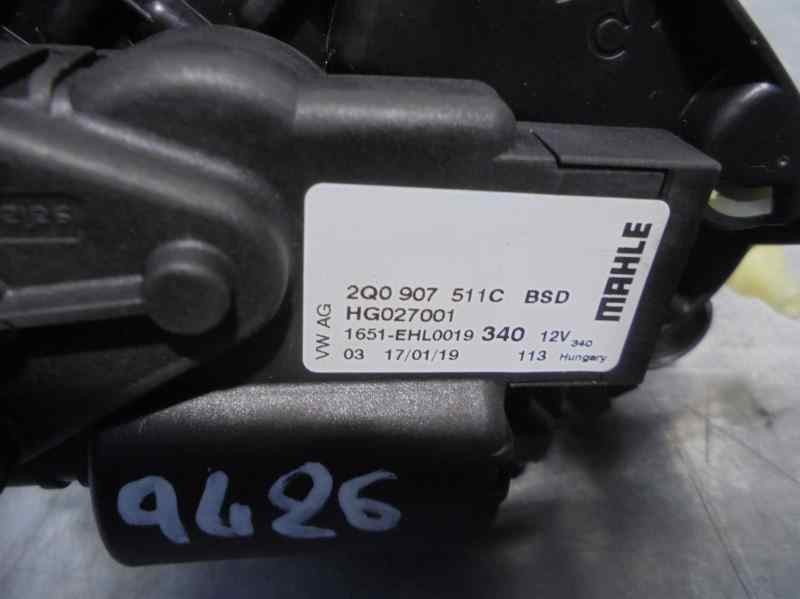 2Q0 907 511C BSD
HG027001
1651-EHL0019 340 12V 340
03 17/01/19 113 Hungary
VW AG
MAHLE
9426